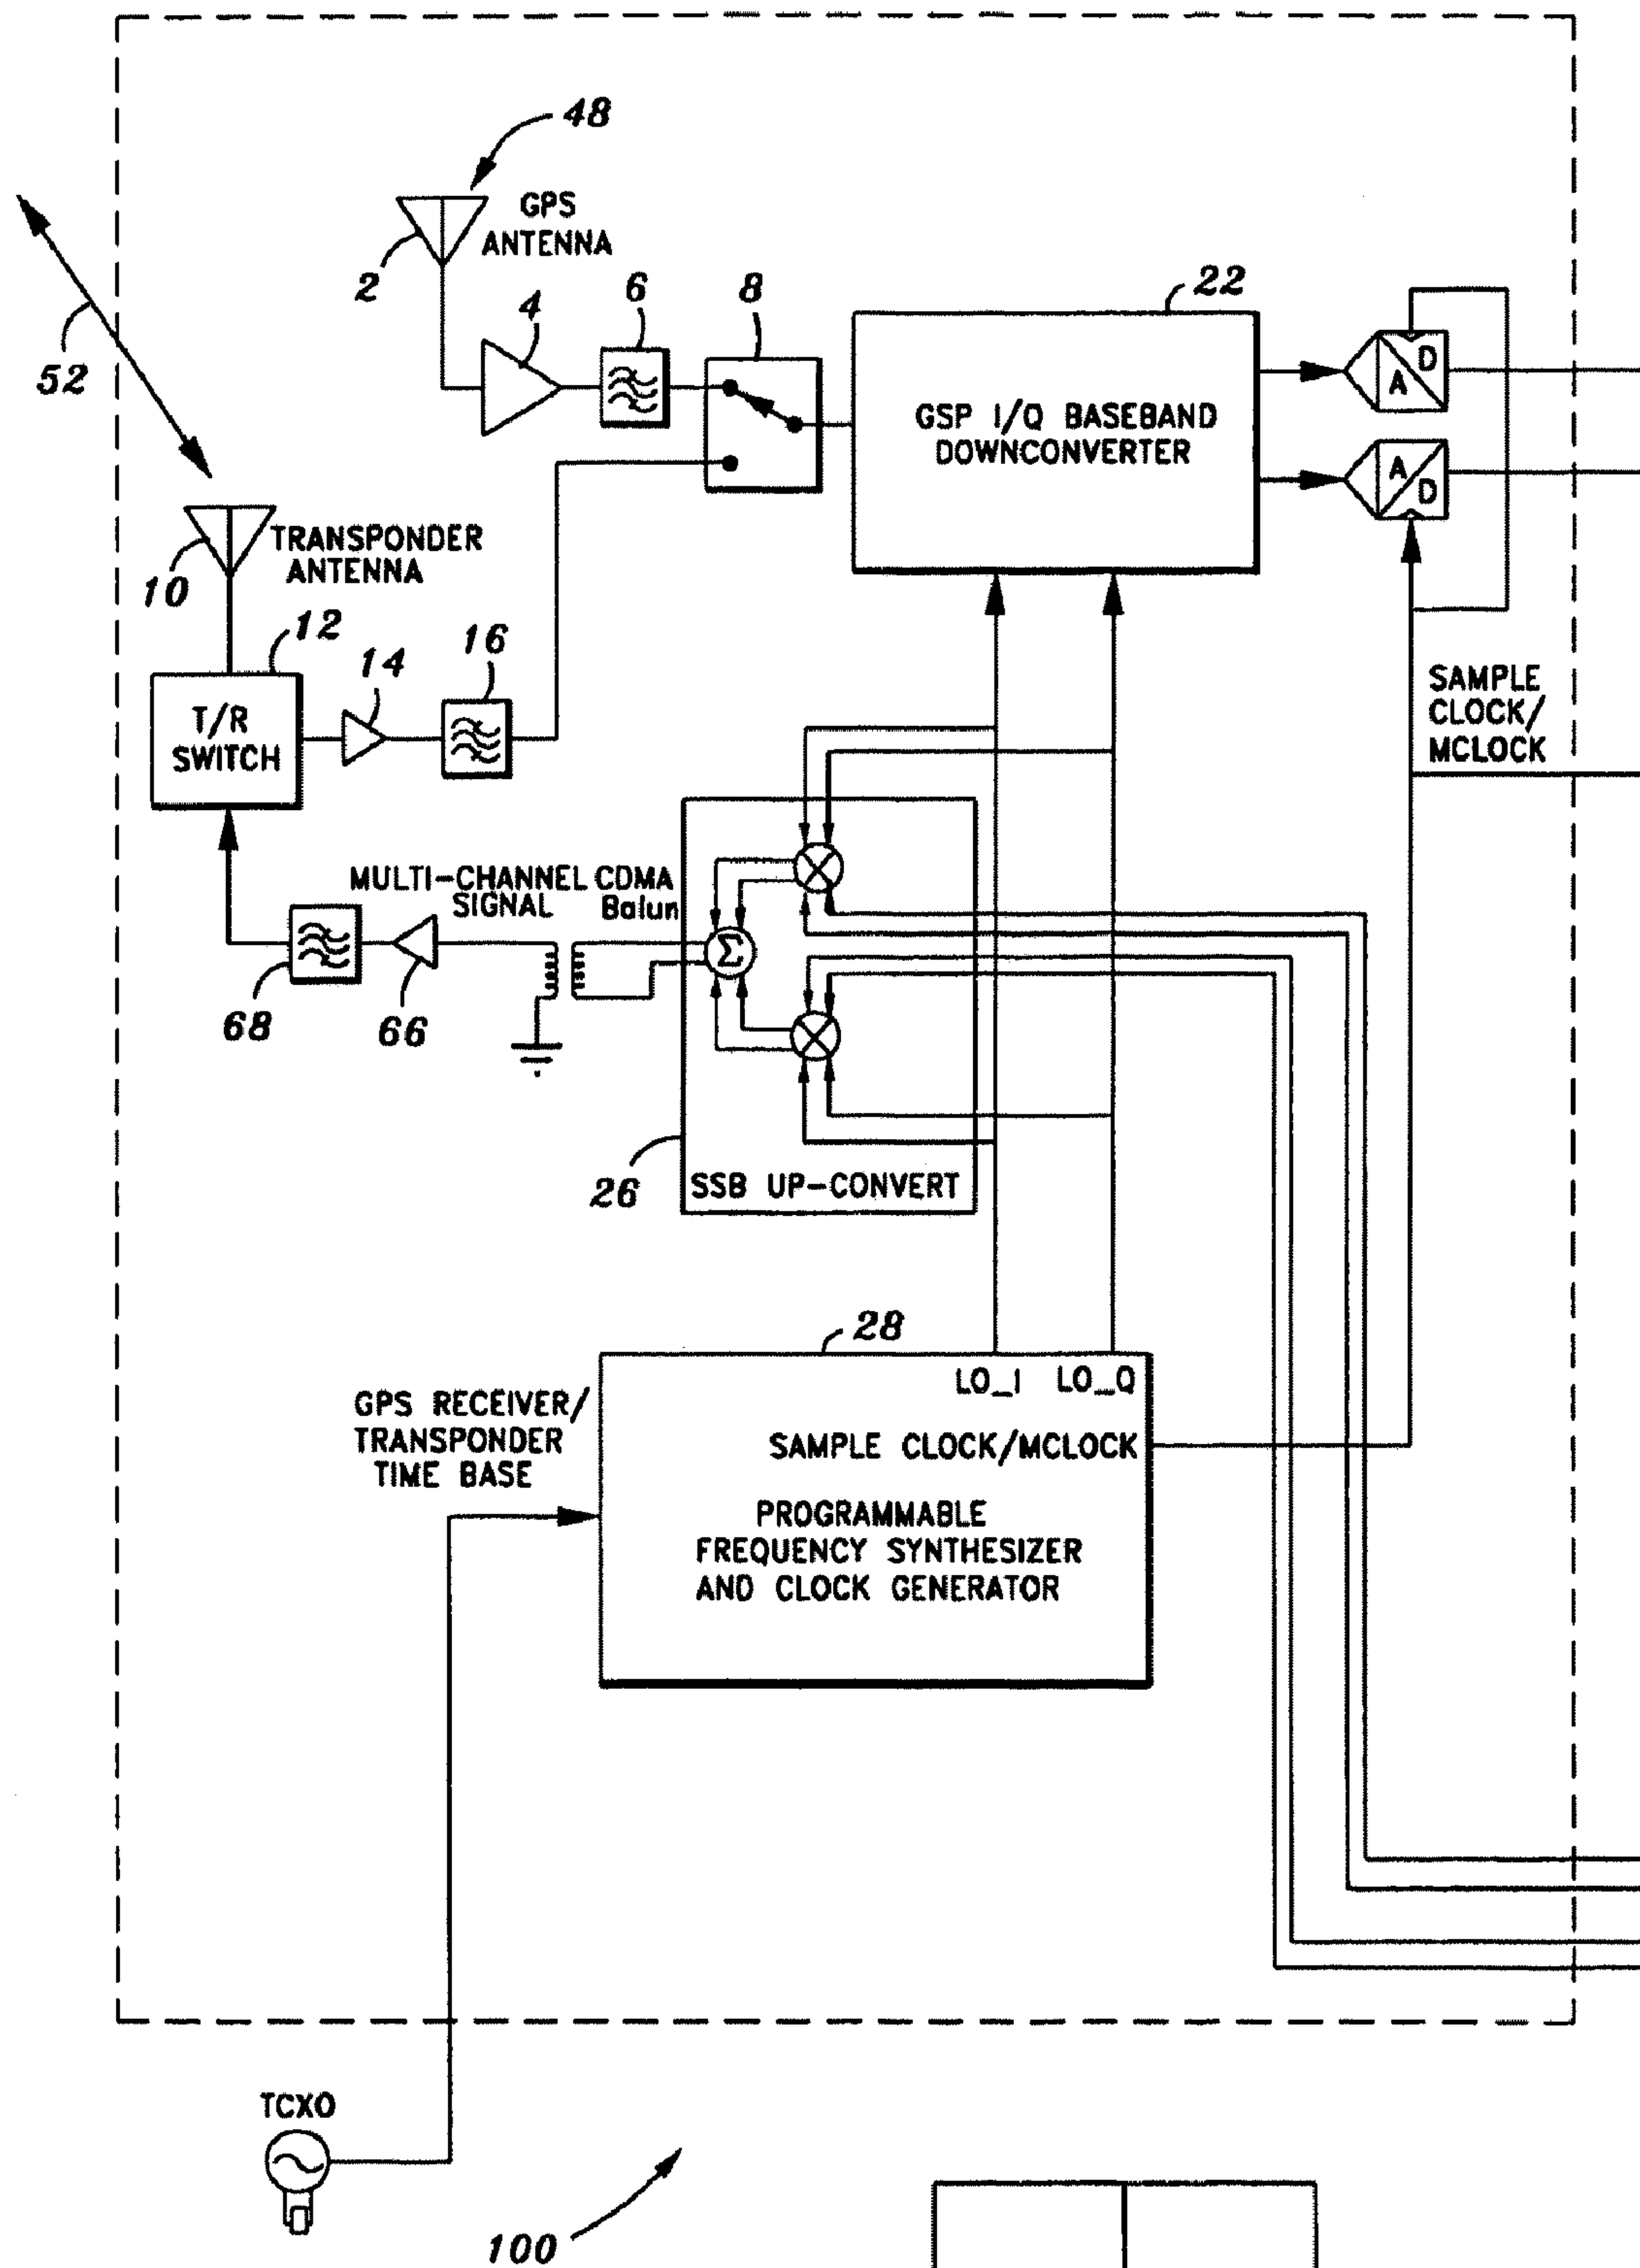 48
GPS
ANTENNA
2
4
6
8
22
52
GSP I/Q BASEBAND
DOWNCONVERTER
A D
A D
10
TRANSPONDER
ANTENNA
12
14
16
T/R
SWITCH
SAMPLE
CLOCK/
MCLOCK
MULTI-CHANNEL CDMA
SIGNAL Balun
Σ
68
66
26
SSB UP-CONVERT
28
LO_I LO_Q
GPS RECEIVER/
TRANSPONDER
TIME BASE
SAMPLE CLOCK/MCLOCK
PROGRAMMABLE
FREQUENCY SYNTHESIZER
AND CLOCK GENERATOR
TCXO
100